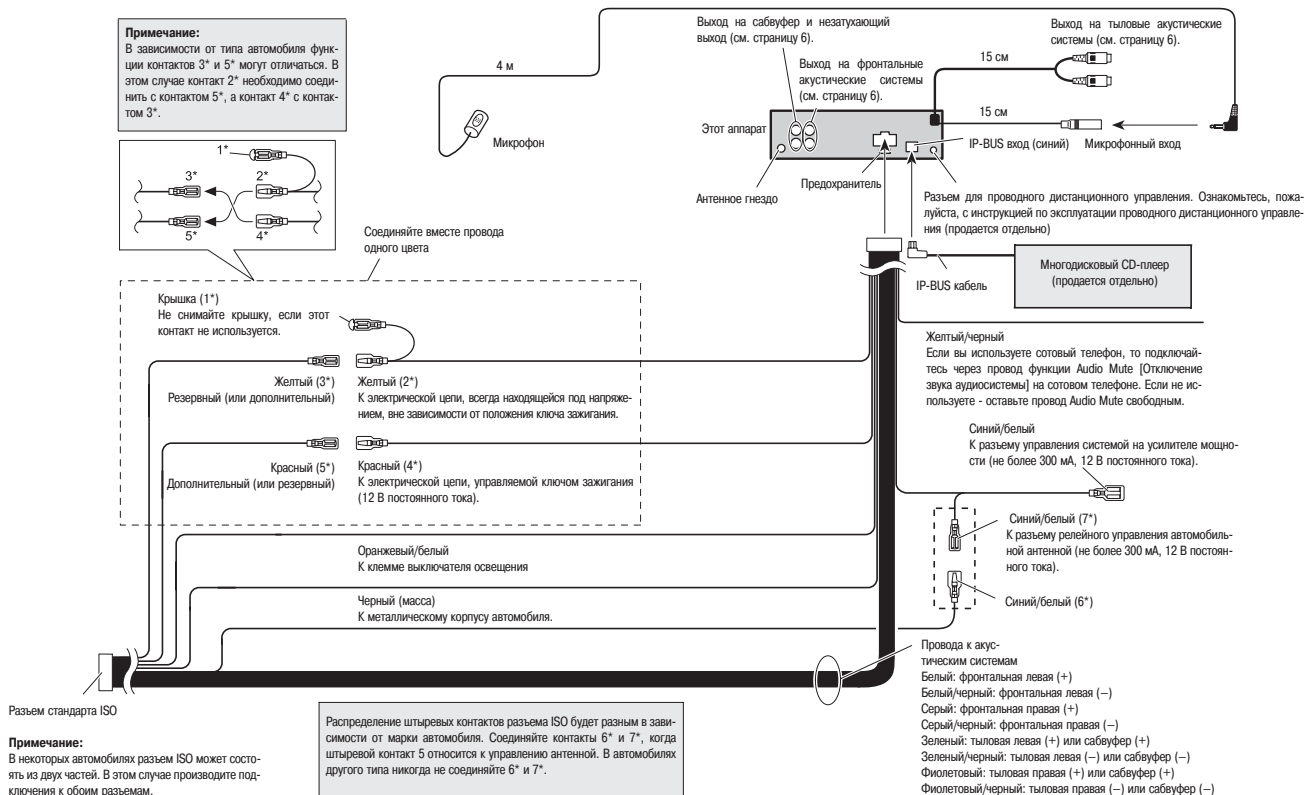 Примечание:
В зависимости от типа автомобиля функ-
ции контактов 3* и 5* могут отличаться. В
этом случае контакт 2* необходимо соеди-
нить с контактом 5*, а контакт 4* с контак-
том 3*.
1*
3*
2*
5*
4*
4 м
Микрофон
Выход на сабвуфер и незатухающий
выход (см. страницу 6).
Выход на фронтальные
акустические системы
(см. страницу 6).
Выход на тыловые акустические
системы (см. страницу 6).
15 см
15 см
Этот аппарат
IP-BUS вход (синий)
Микрофонный вход
Предохранитель
Антенное гнездо
Разъем для проводного дистанционного управления. Ознакомьтесь, пожа-
луйста, с инструкцией по эксплуатации проводного дистанционного управле-
ния (продается отдельно)
Соединяйте вместе провода
одного цвета
IP-BUS кабель
Многодисковый CD-плеер
(продается отдельно)
Крышка (1*)
Не снимайте крышку, если этот
контакт не используется.
Желтый (3*)
Резервный (или дополнительный)
Желтый (2*)
К электрической цепи, всегда находящейся под напряже-
нием, вне зависимости от положения ключа зажигания.
Красный (5*)
Дополнительный (или резервный)
Красный (4*)
К электрической цепи, управляемой ключом зажигания
(12 В постоянного тока).
Желтый/черный
Если вы используете сотовый телефон, то подключай-
тесь через провод функции Audio Mute [Отключение
звука аудиосистемы] на сотовом телефоне. Если не ис-
пользуете - оставьте провод Audio Mute свободным.
Синий/белый
К разъему управления системой на усилителе мощно-
сти (не более 300 мА, 12 В постоянного тока).
Синий/белый (7*)
К разъему релейного управления автомобиль-
ной антенной (не более 300 мА, 12 В постоян-
ного тока).
Синий/белый (6*)
Оранжевый/белый
К клемме выключателя освещения
Черный (масса)
К металлическому корпусу автомобиля.
Провода к акус-
тическим системам
Белый: фронтальная левая (+)
Белый/черный: фронтальная левая (−)
Серый: фронтальная правая (+)
Серый/черный: фронтальная правая (−)
Зеленый: тыловая левая (+) или сабвуфер (+)
Зеленый/черный: тыловая левая (−) или сабвуфер (−)
Фиолетовый: тыловая правая (+) или сабвуфер (+)
Фиолетовый/черный: тыловая правая (−) или сабвуфер (−)
Разъем стандарта ISO
Примечание:
В некоторых автомобилях разъем ISO может состо-
ять из двух частей. В этом случае производите под-
ключения к обоим разъемам.
Распределение штыревых контактов разъема ISO будет разным в зави-
симости от марки автомобиля. Соединяйте контакты 6* и 7*, когда
штыревой контакт 5 относится к управлению антенной. В автомобилях
другого типа никогда не соединяйте 6* и 7*.